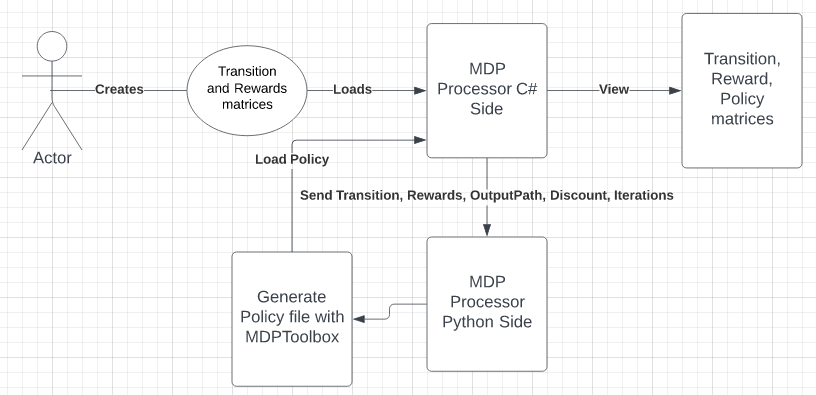 Creates
Actor
Transition
and Rewards
matrices
Loads
MDP
Processor C#
Side
View
Transition,
Reward,
Policy
matrices
Load Policy
Send Transition, Rewards, OutputPath, Discount, Iterations
Generate
Policy file with
MDPToolbox
MDP
Processor
Python Side